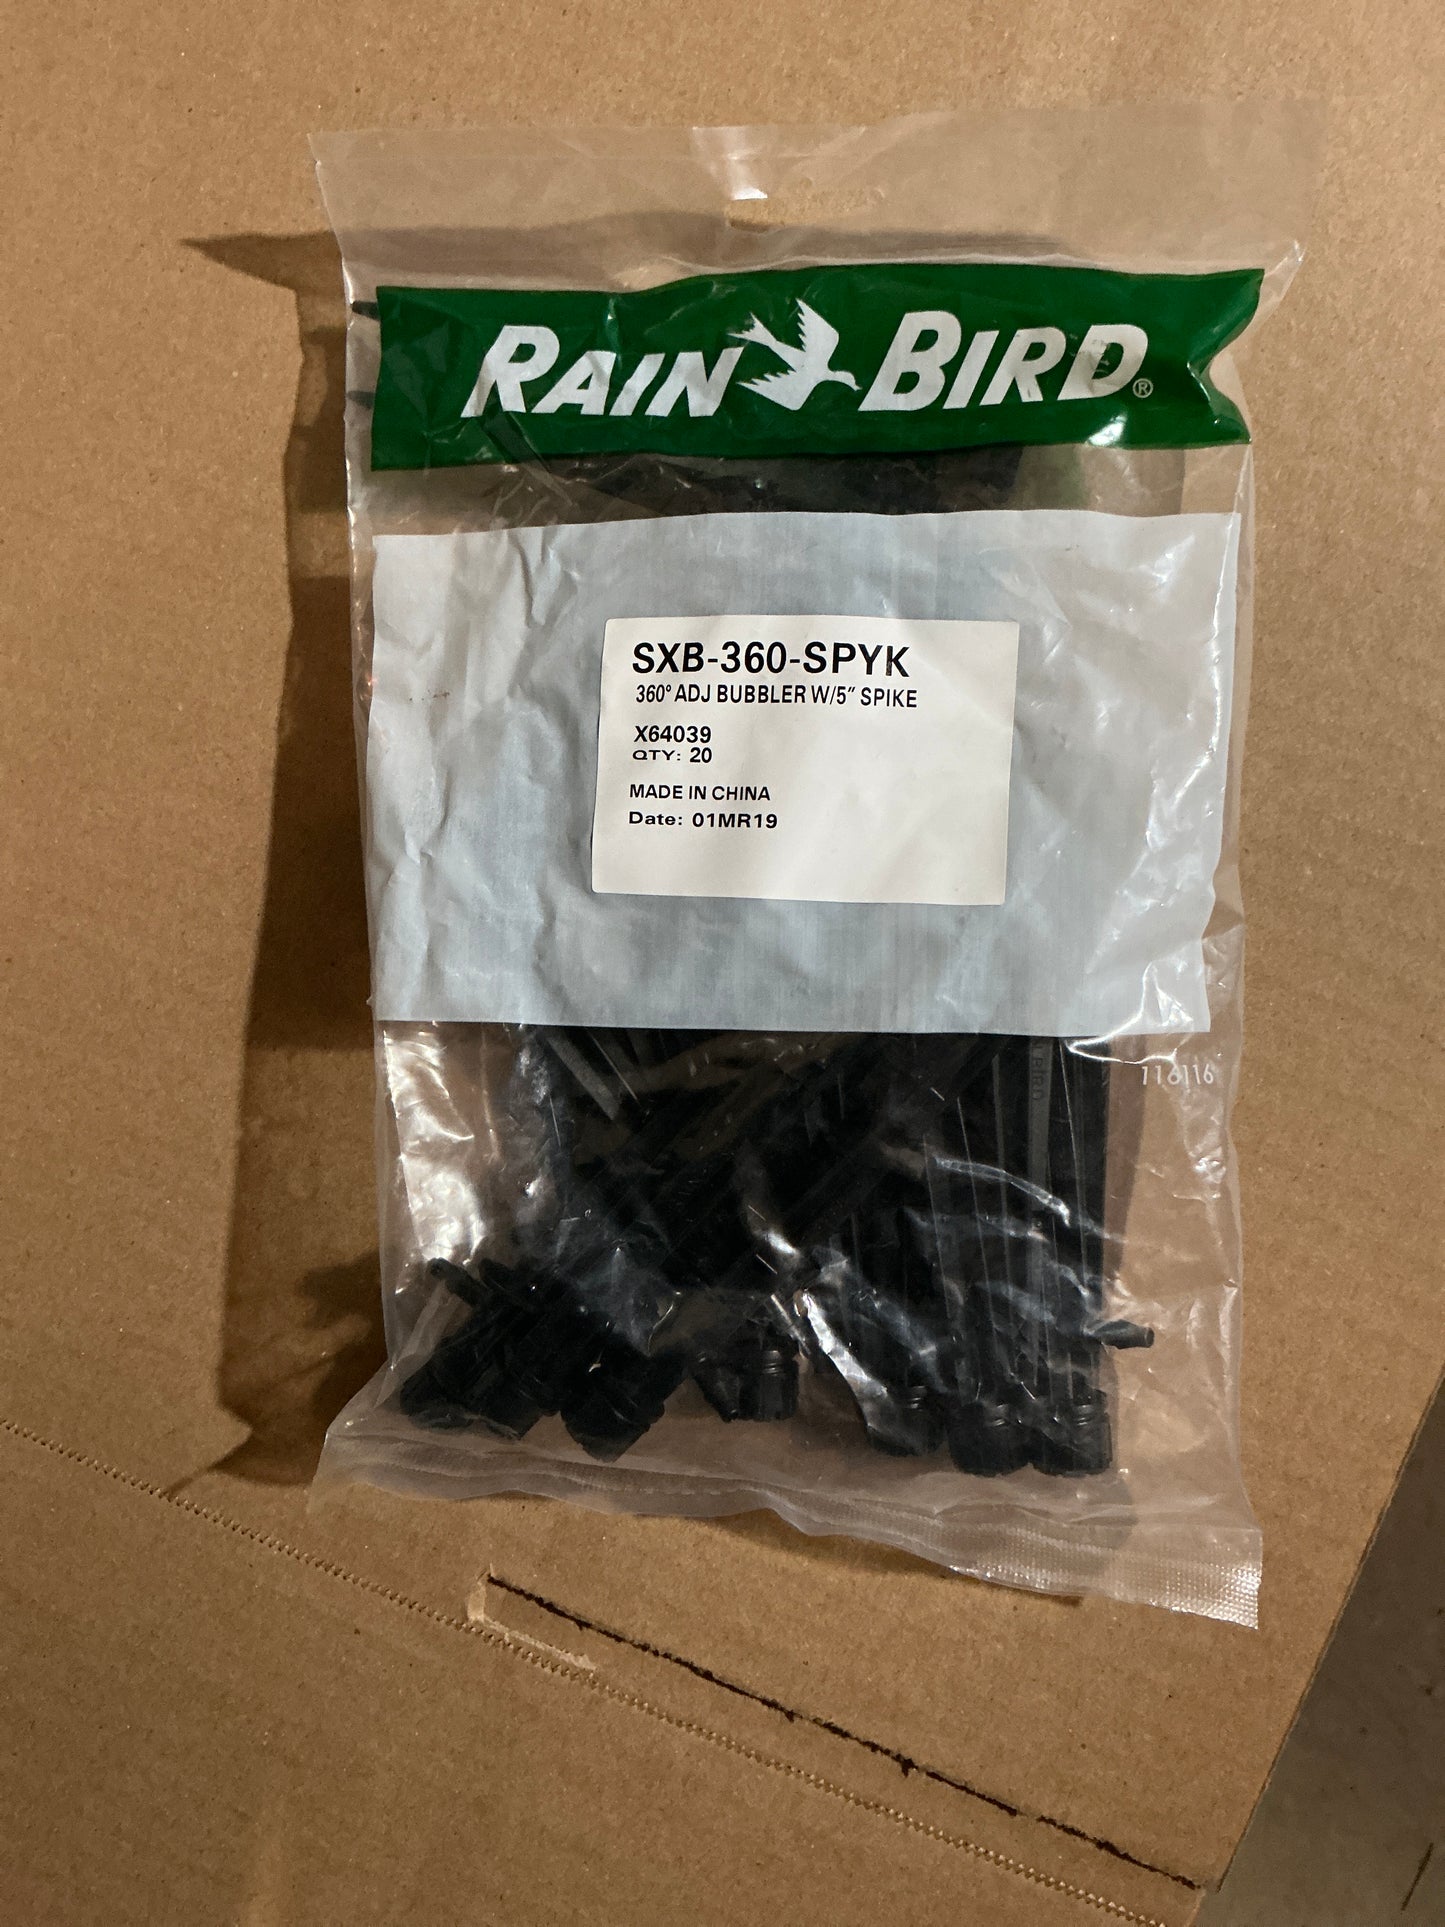 RAIN BIRD®
SXB-360-SPYK
360° ADJ BUBBLER W/5" SPIKE
X64039
QTY: 20
MADE IN CHINA
Date: 01MR19
116116
BIRD